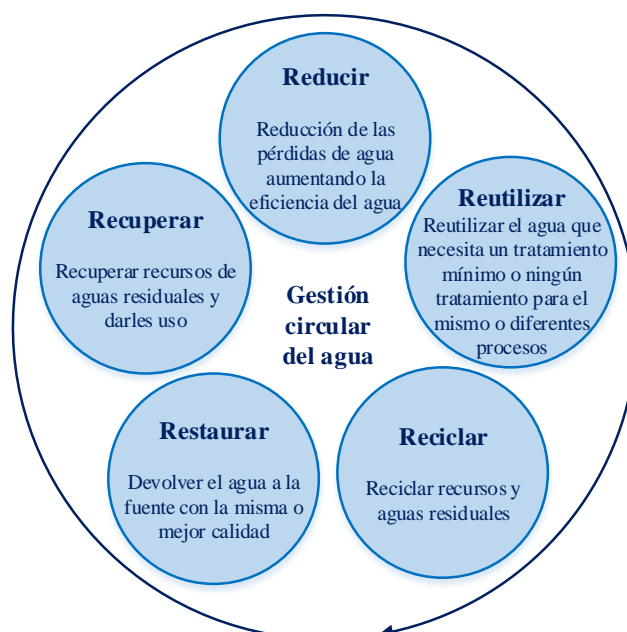 Reducir
Reducción de las
pérdidas de agua
aumentando la
eficiencia del agua
Reutilizar
Reutilizar el agua que
necesita un tratamiento
mínimo o ningún
tratamiento para el
mismo o diferentes
procesos
Recuperar
Recuperar recursos de
aguas residuales y
darles uso
Gestión
circular
del agua
Restaurar
Devolver el agua a la
fuente con la misma o
mejor calidad
Reciclar
Reciclar recursos y
aguas residuales